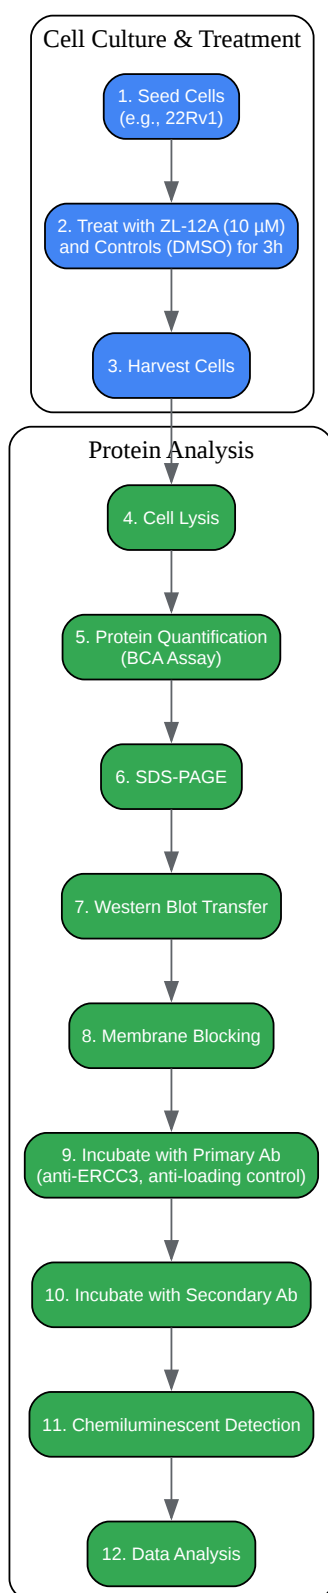 Cell Culture & Treatment
1. Seed Cells
(e.g., 22Rv1)
2. Treat with ZL-12A (10 µM)
and Controls (DMSO) for 3h
3. Harvest Cells
Protein Analysis
4. Cell Lysis
5. Protein Quantification
(BCA Assay)
6. SDS-PAGE
7. Western Blot Transfer
8. Membrane Blocking
9. Incubate with Primary Ab
(anti-ERCC3, anti-loading control)
10. Incubate with Secondary Ab
11. Chemiluminescent Detection
12. Data Analysis